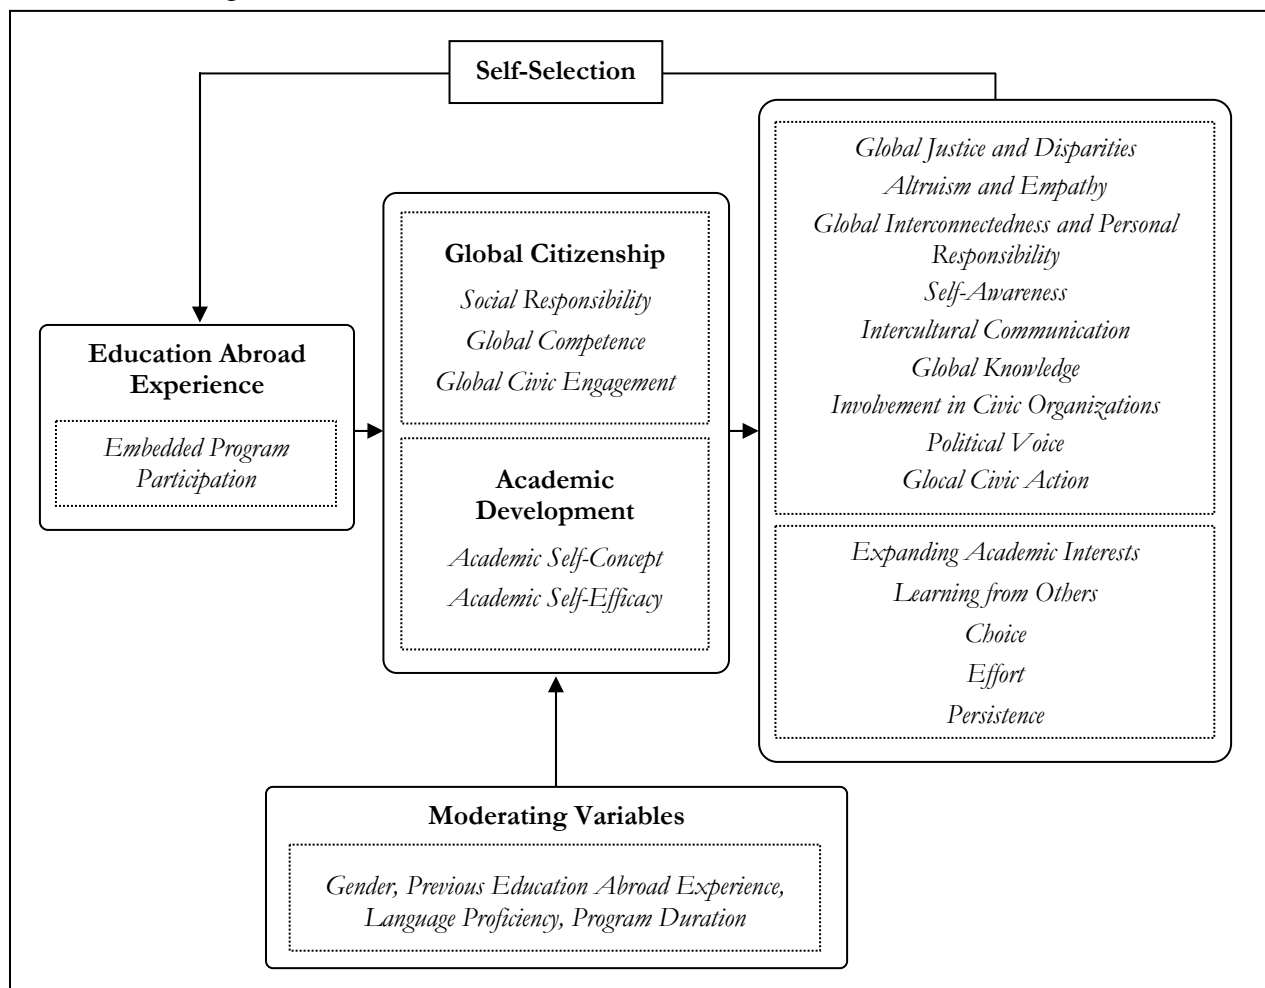 Self-Selection
Education Abroad
Experience
Embedded Program
Participation
Global Citizenship
Social Responsibility
Global Competence
Global Civic Engagement
Academic
Development
Academic Self-Concept
Academic Self-Efficacy
Global Justice and Disparities
Altruism and Empathy
Global Interconnectedness and Personal
Responsibility
Self-Awareness
Intercultural Communication
Global Knowledge
Involvement in Civic Organizations
Political Voice
Glocal Civic Action
Expanding Academic Interests
Learning from Others
Choice
Effort
Persistence
Moderating Variables
Gender, Previous Education Abroad Experience,
Language Proficiency, Program Duration